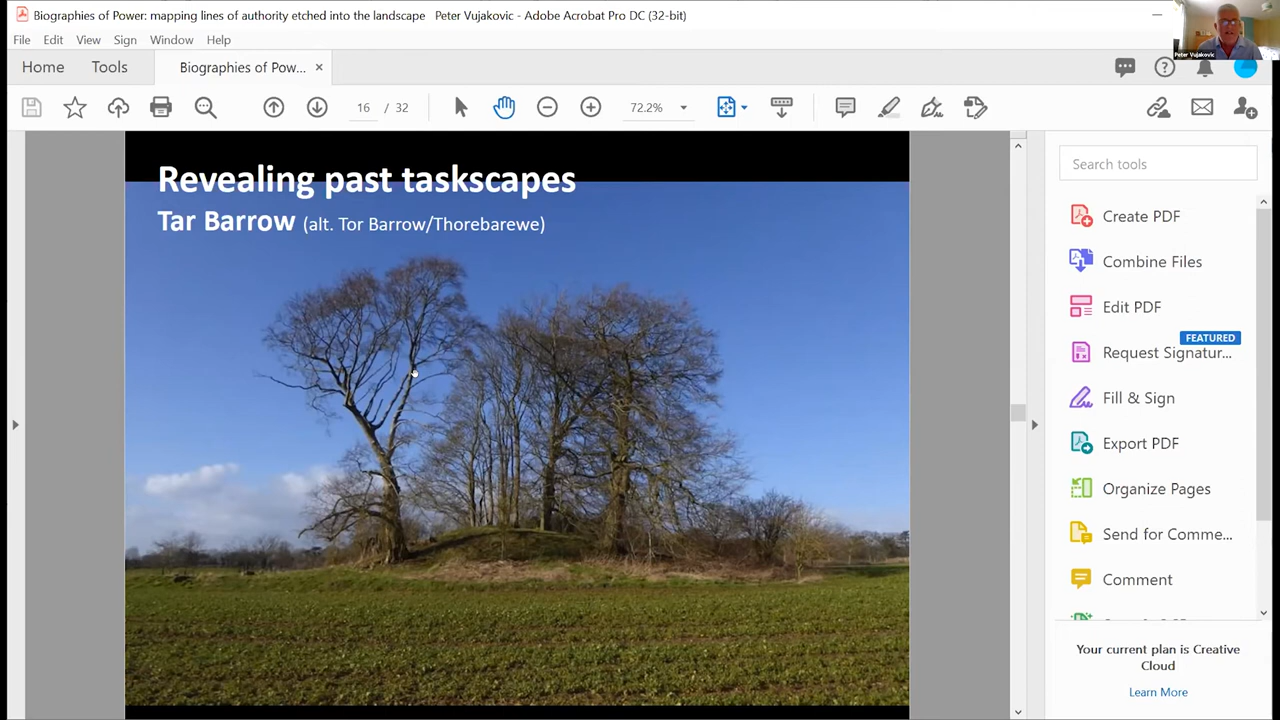 Biographies of Power: mapping lines of authority etched into the landscape   Peter Vujakovic - Adobe Acrobat Pro DC (32-bit)
Peter Vujakovic
File Edit View Sign Window Help
Home Tools Biographies of Pow... ×
16 / 32 72.2%
Revealing past taskscapes
Tar Barrow (alt. Tor Barrow/Thorebarewe)
Search tools
Create PDF
Combine Files
Edit PDF
FEATURED
Request Signatur...
Fill & Sign
Export PDF
Organize Pages
Send for Comme...
Comment
Your current plan is Creative
Cloud
Learn More